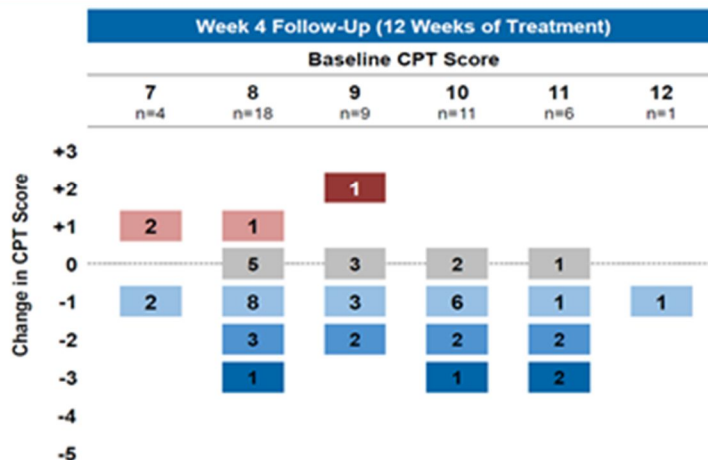 Week 4 Follow-Up (12 Weeks of Treatment)
Baseline CPT Score
7 8 9 10 11 12
n=4 n=18 n=9 n=11 n=6 n=1
Change in CPT Score
+3
+2 1
+1 2 1
0 5 3 2 1
-1 2 8 3 6 1 1
-2 3 2 2 2
-3 1 1 2
-4
-5